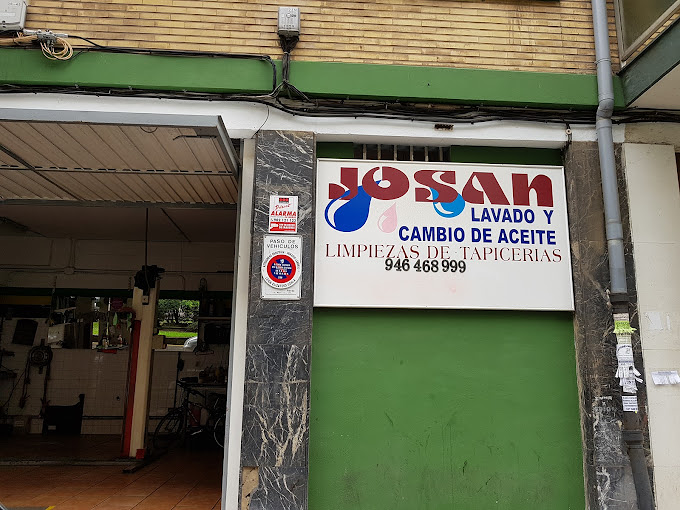 JOSAN
LAVADO Y
CAMBIO DE ACEITE
LIMPIEZAS DE TAPICERIAS
946 468 999
ALARMA
PASO DE
VEHICULOS